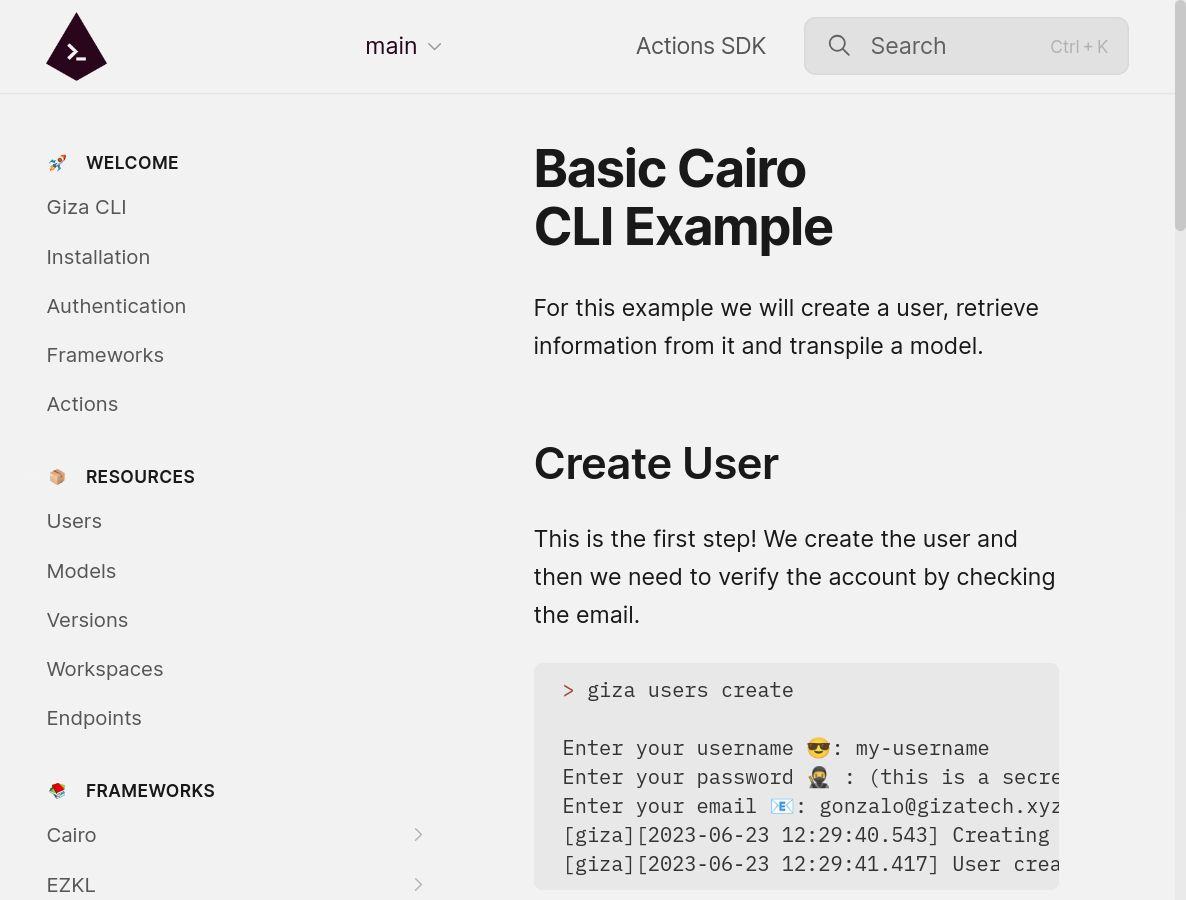 main
Actions SDK
Search
Ctrl + K
WELCOME
Giza CLI
Installation
Authentication
Frameworks
Actions
RESOURCES
Users
Models
Versions
Workspaces
Endpoints
FRAMEWORKS
Cairo
EZKL
Basic Cairo
CLI Example
For this example we will create a user, retrieve
information from it and transpile a model.
Create User
This is the first step! We create the user and
then we need to verify the account by checking
the email.
> giza users create
Enter your username 😎: my-username
Enter your password 🥷 : (this is a secre
Enter your email 📧: gonzalo@gizatech.xyz
[giza][2023-06-23 12:29:40.543] Creating
[giza][2023-06-23 12:29:41.417] User crea